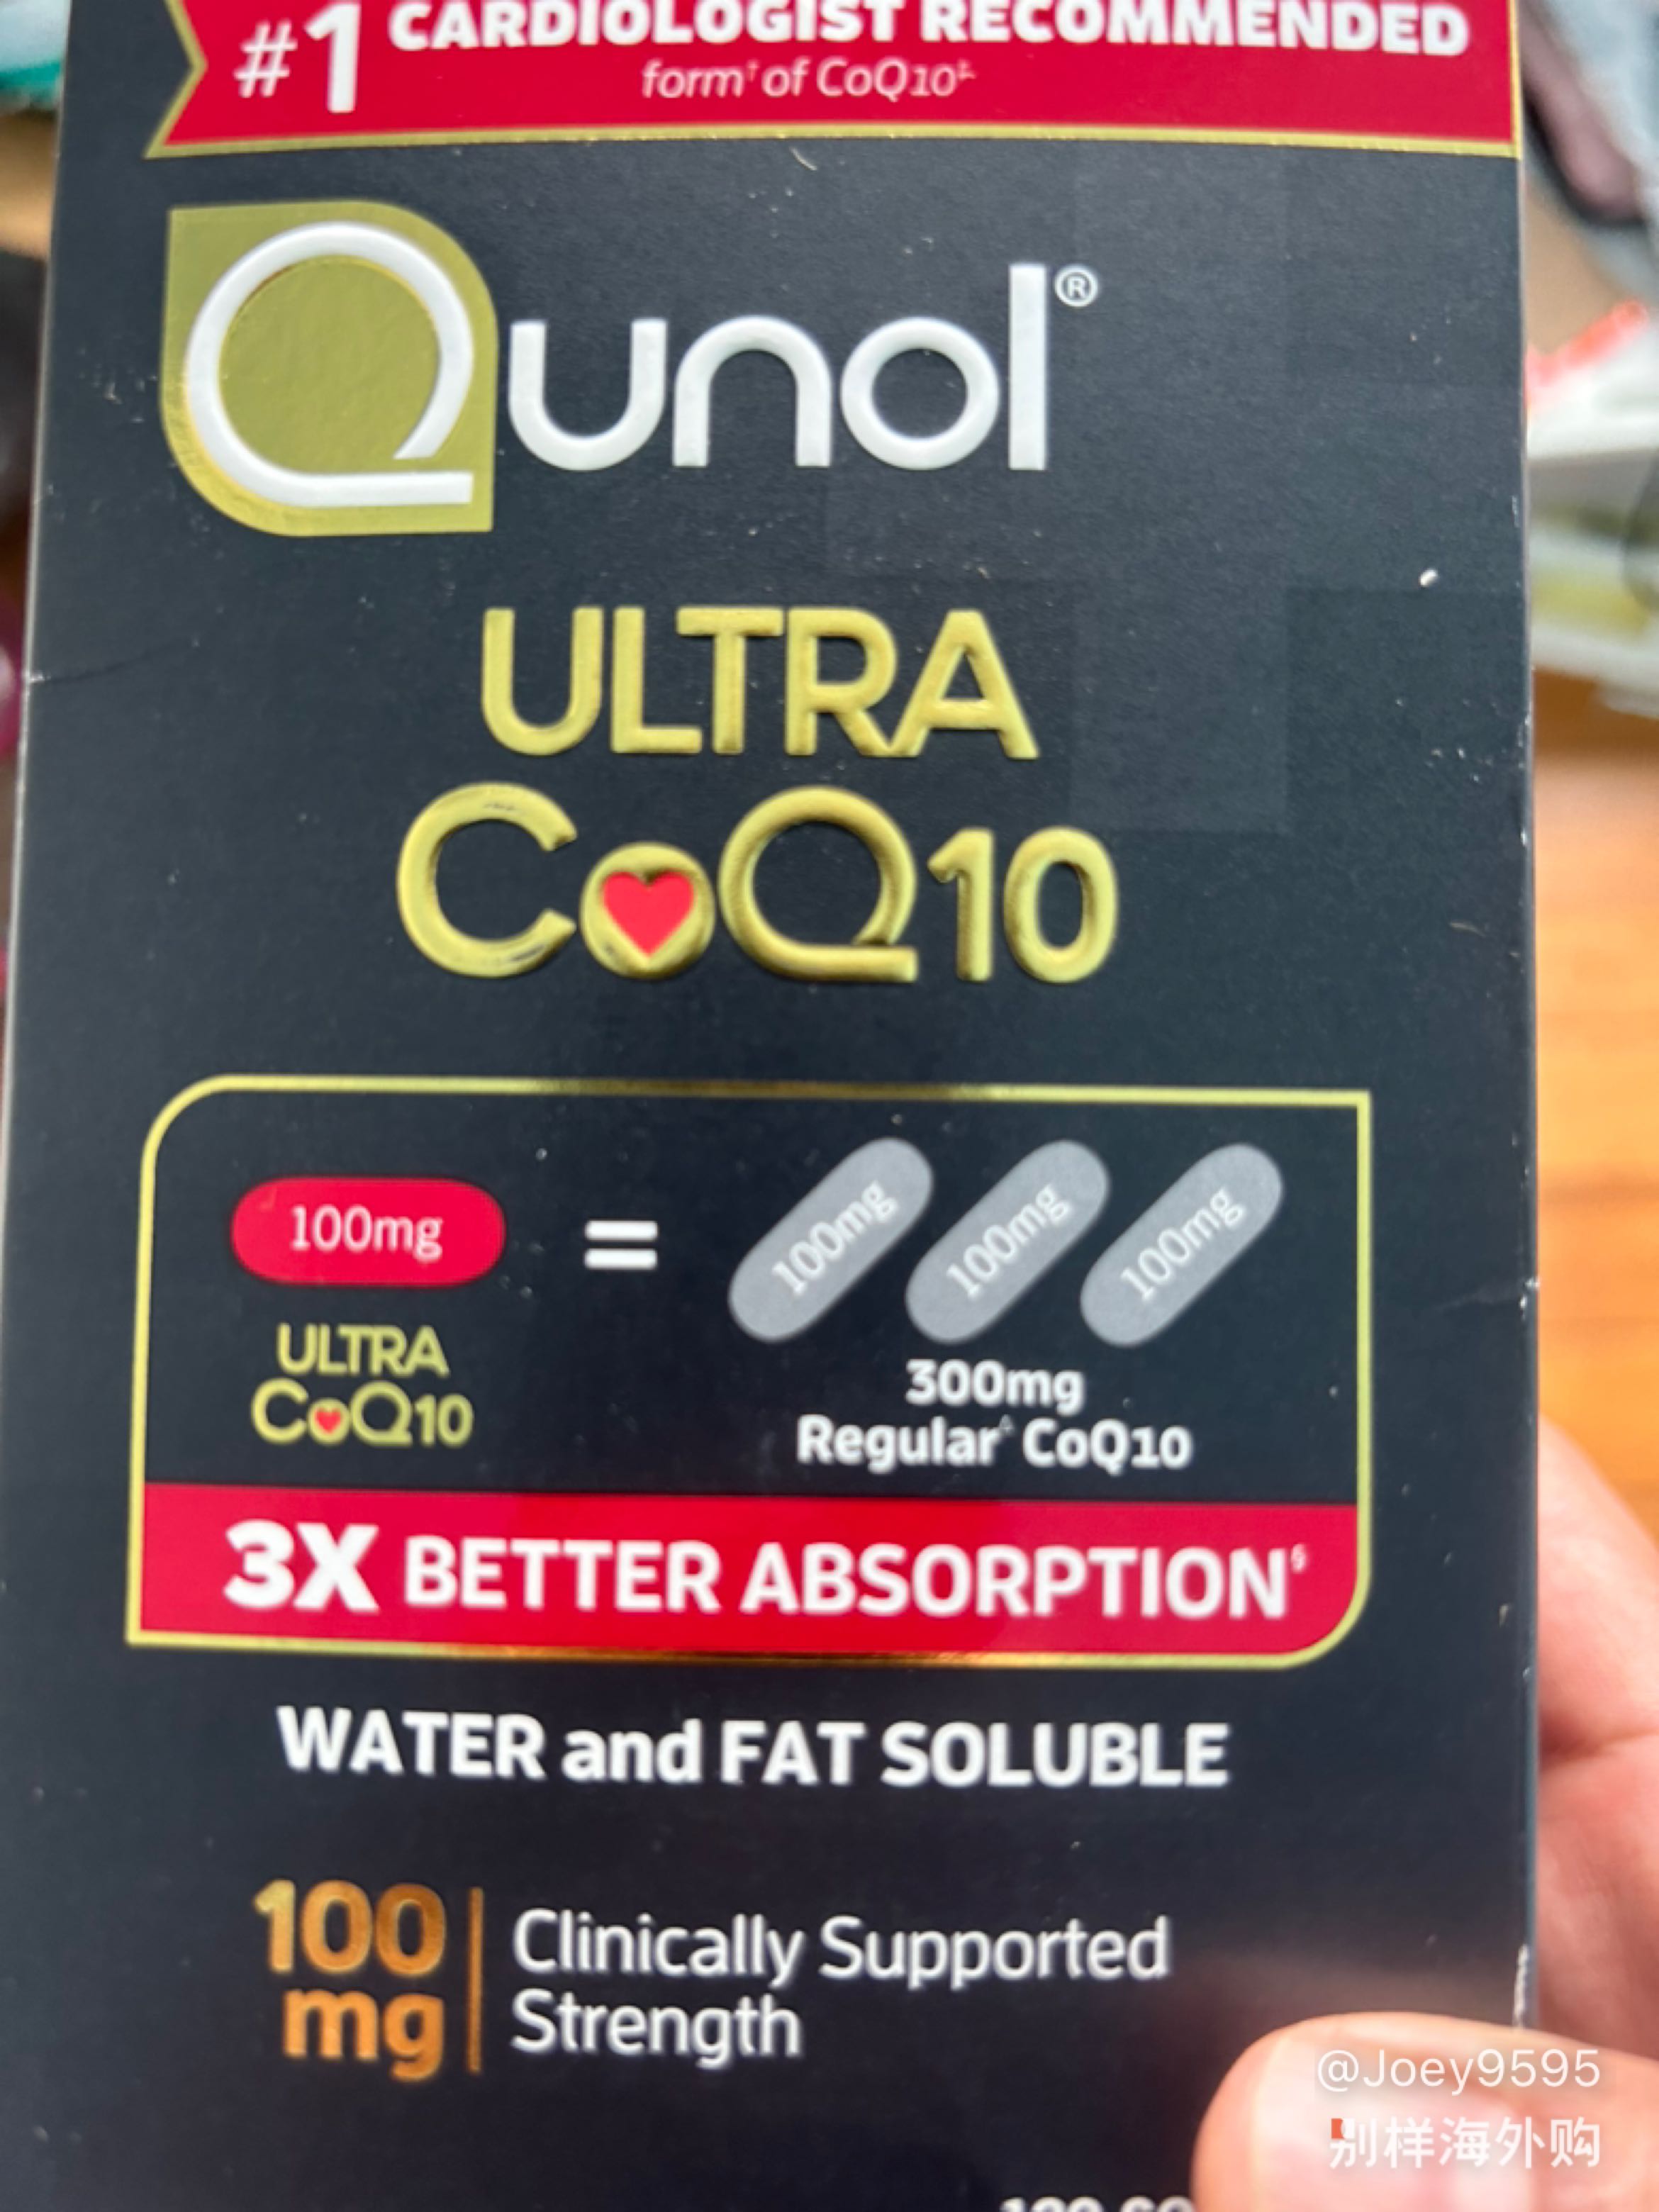 #1 CARDIOLOGIST RECOMMENDED
form† of CoQ10‡
Qunol®
ULTRA
CoQ10
100mg = 100mg 100mg 100mg
ULTRA
CoQ10
300mg
Regular^ CoQ10
3X BETTER ABSORPTION§
WATER and FAT SOLUBLE
100
mg
Clinically Supported
Strength
@Joey9595
别样海外购